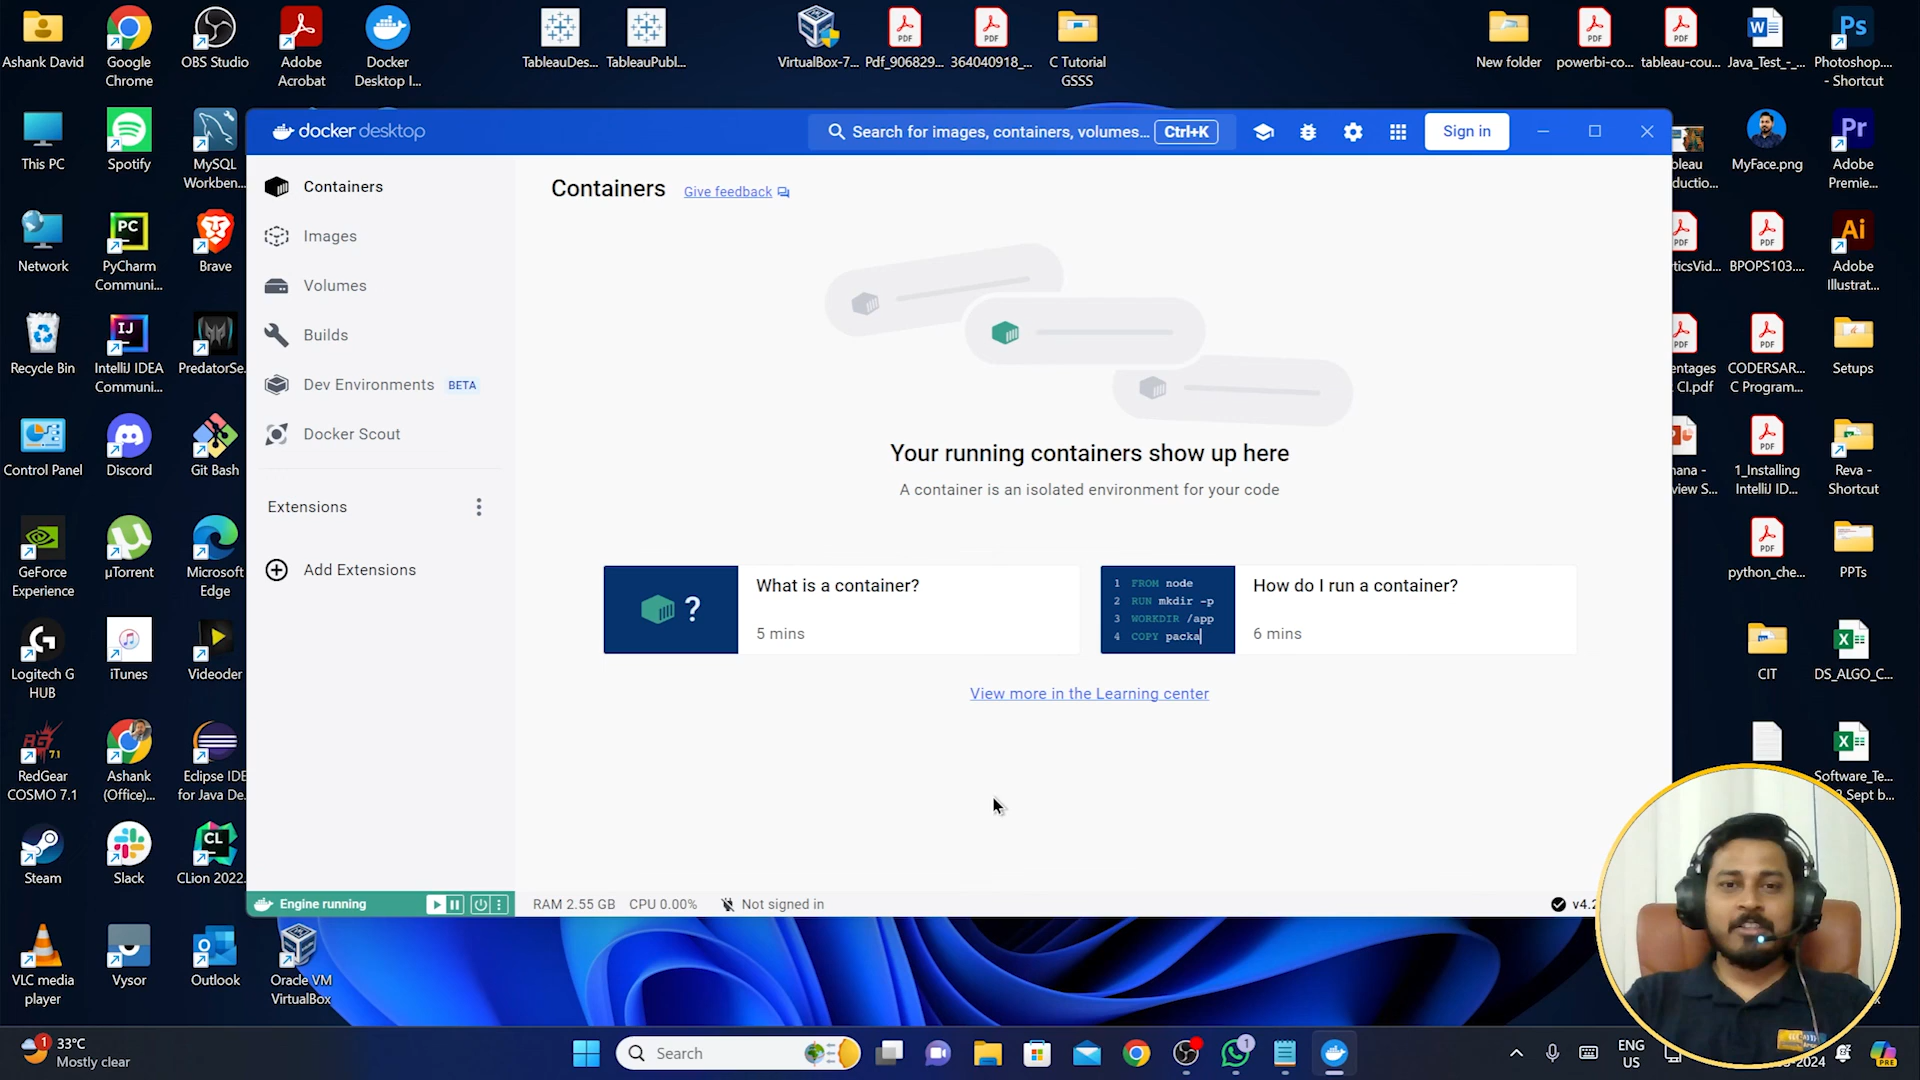 Ashank David
Google
Chrome
OBS Studio
Adobe
Acrobat
Docker
Desktop I...
TableauDes...
TableauPubl...
VirtualBox-7...
Pdf_906829...
364040918_...
C Tutorial
GSSS
New folder
powerbi-co...
tableau-cou...
Java_Test_-_...
Photoshop....
- Shortcut
This PC
Spotify
MySQL
Workben...
docker desktop
Search for images, containers, volumes...
Ctrl+K
Sign in
MyFace.png
Adobe
Premie...
Containers
Images
Volumes
Builds
Dev Environments BETA
Docker Scout
Extensions
Add Extensions
Containers
Give feedback
Your running containers show up here
A container is an isolated environment for your code
?
What is a container?
5 mins
1 FROM node
2 RUN mkdir -p
3 WORKDIR /app
4 COPY packa
How do I run a container?
6 mins
View more in the Learning center
Engine running
RAM 2.55 GB CPU 0.00%
Not signed in
v4.2
Network
PyCharm
Communi...
Brave
BPOPS103....
Adobe
Illustrat...
Recycle Bin
IntelliJ IDEA
Communi...
PredatorSe...
CODERSAR...
C Program...
Setups
Control Panel
Discord
Git Bash
1_Installing
IntelliJ ID...
Reva -
Shortcut
GeForce
Experience
µTorrent
Microsoft
Edge
python_che...
PPTs
Logitech G
HUB
iTunes
Videoder
CIT
DS_ALGO_C...
RedGear
COSMO 7.1
Ashank
(Office)...
Eclipse IDE
for Java De...
Software_Te...
Sept b...
Steam
Slack
CLion 2022...
VLC media
player
Vysor
Outlook
Oracle VM
VirtualBox
33°C
Mostly clear
Search
ENG
US
-2024